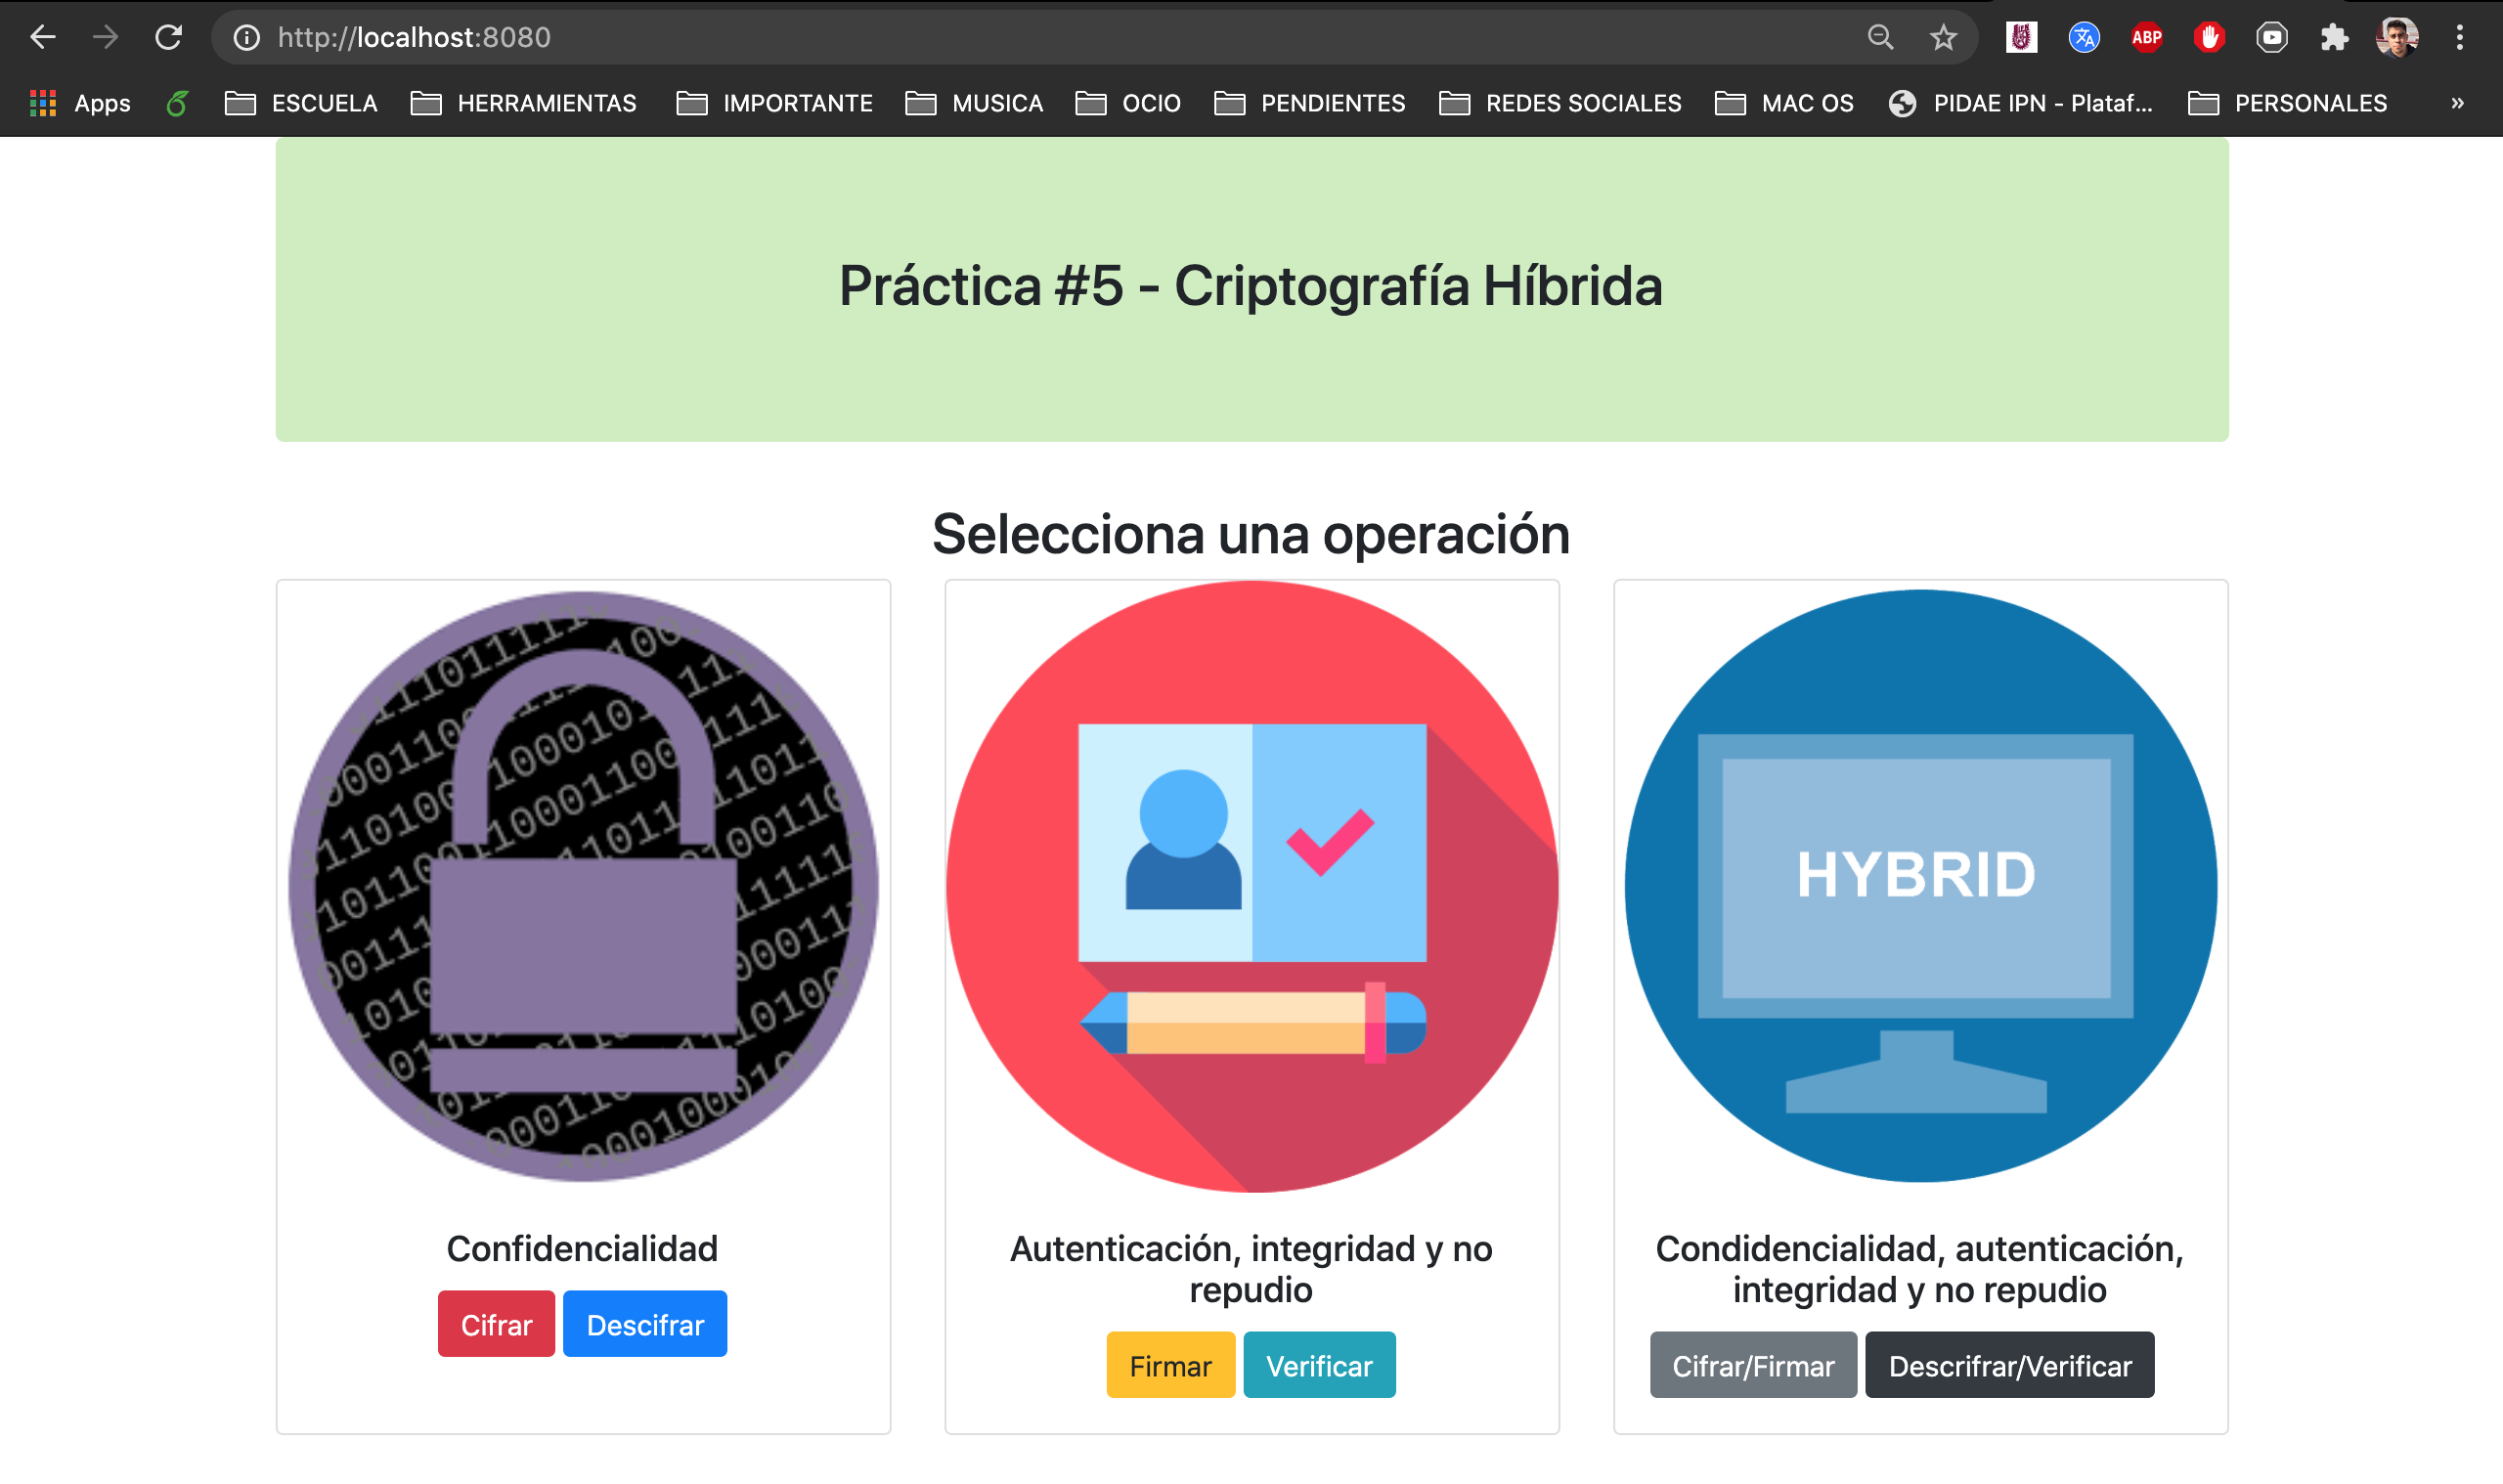 http://localhost:8080
ABP
Apps ESCUELA HERRAMIENTAS IMPORTANTE MUSICA OCIO PENDIENTES REDES SOCIALES MAC OS PIDAE IPN - Plataf... PERSONALES »
Práctica #5 - Criptografía Híbrida
Selecciona una operación
HYBRID
Confidencialidad
Cifrar Descifrar
Autenticación, integridad y no
repudio
Firmar Verificar
Condidencialidad, autenticación,
integridad y no repudio
Cifrar/Firmar Descrifrar/Verificar